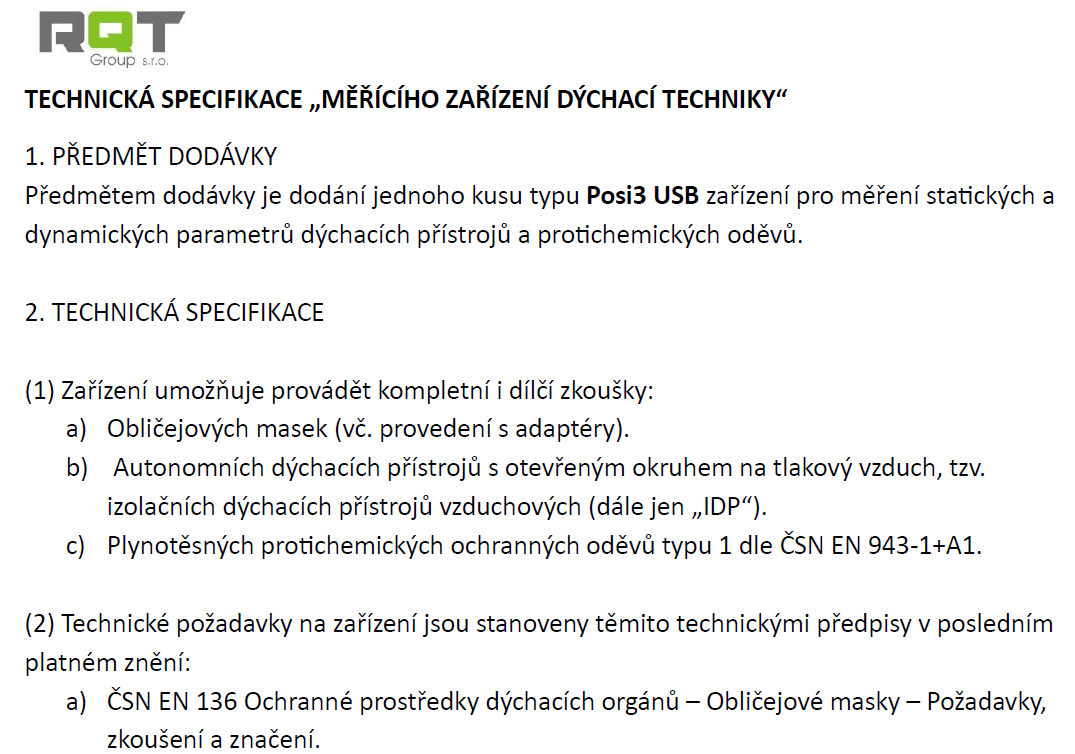 RQT
Group s.r.o.
TECHNICKÁ SPECIFIKACE „MĚŘÍCÍHO ZAŘÍZENÍ DÝCHACÍ TECHNIKY“
1. PŘEDMĚT DODÁVKY
Předmětem dodávky je dodání jednoho kusu typu Posi3 USB zařízení pro měření statických a
dynamických parametrů dýchacích přístrojů a protichemických oděvů.
2. TECHNICKÁ SPECIFIKACE
(1) Zařízení umožňuje provádět kompletní i dílčí zkoušky:
a) Obličejových masek (vč. provedení s adaptéry).
b) Autonomních dýchacích přístrojů s otevřeným okruhem na tlakový vzduch, tzv.
izolačních dýchacích přístrojů vzduchových (dále jen „IDP“).
c) Plynotěsných protichemických ochranných oděvů typu 1 dle ČSN EN 943-1+A1.
(2) Technické požadavky na zařízení jsou stanoveny těmito technickými předpisy v posledním
platném znění:
a) ČSN EN 136 Ochranné prostředky dýchacích orgánů – Obličejové masky – Požadavky,
zkoušení a značení.